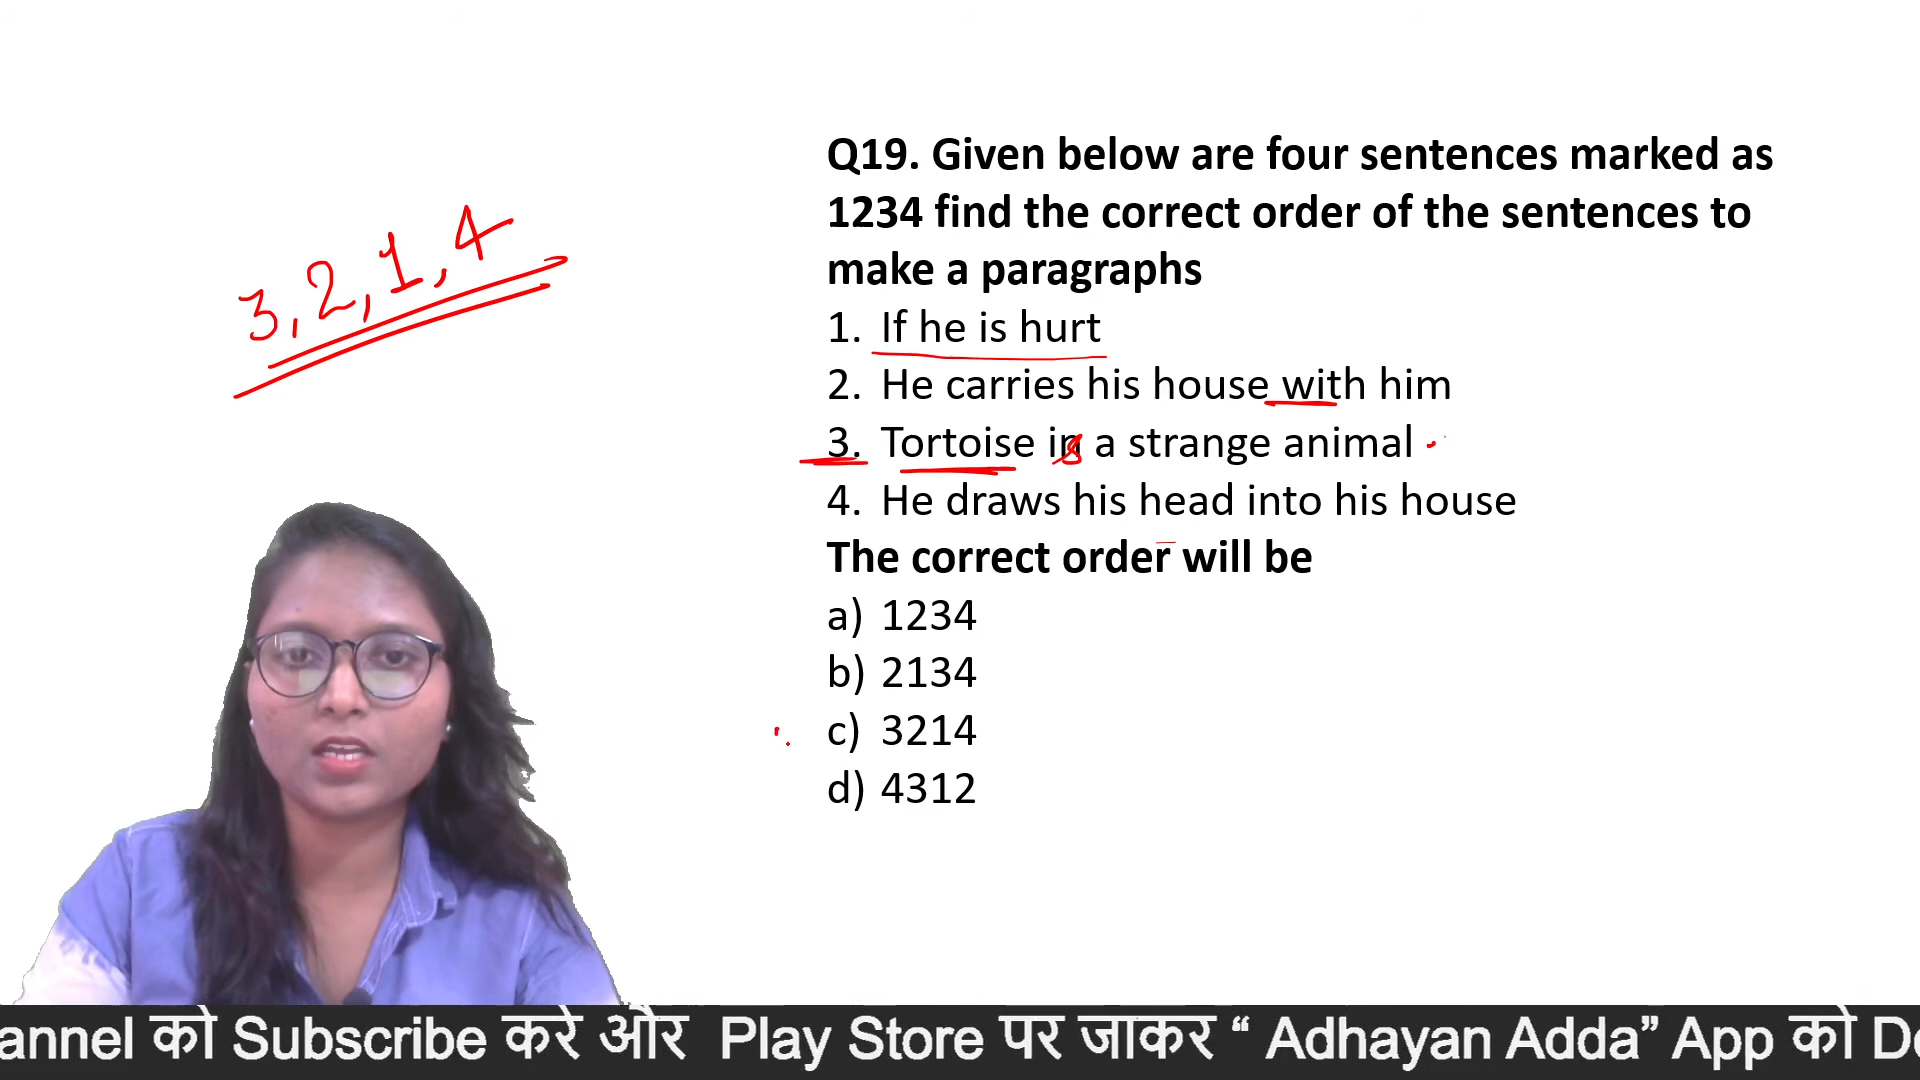 3, 2, 1, 4
Q19. Given below are four sentences marked as
1234 find the correct order of the sentences to
make a paragraphs
1. If he is hurt
2. He carries his house with him
3. Tortoise is a strange animal
4. He draws his head into his house
The correct order will be
a) 1234
b) 2134
c) 3214
d) 4312
annel को Subscribe करे और Play Store पर जाकर “ Adhayan Adda” App को